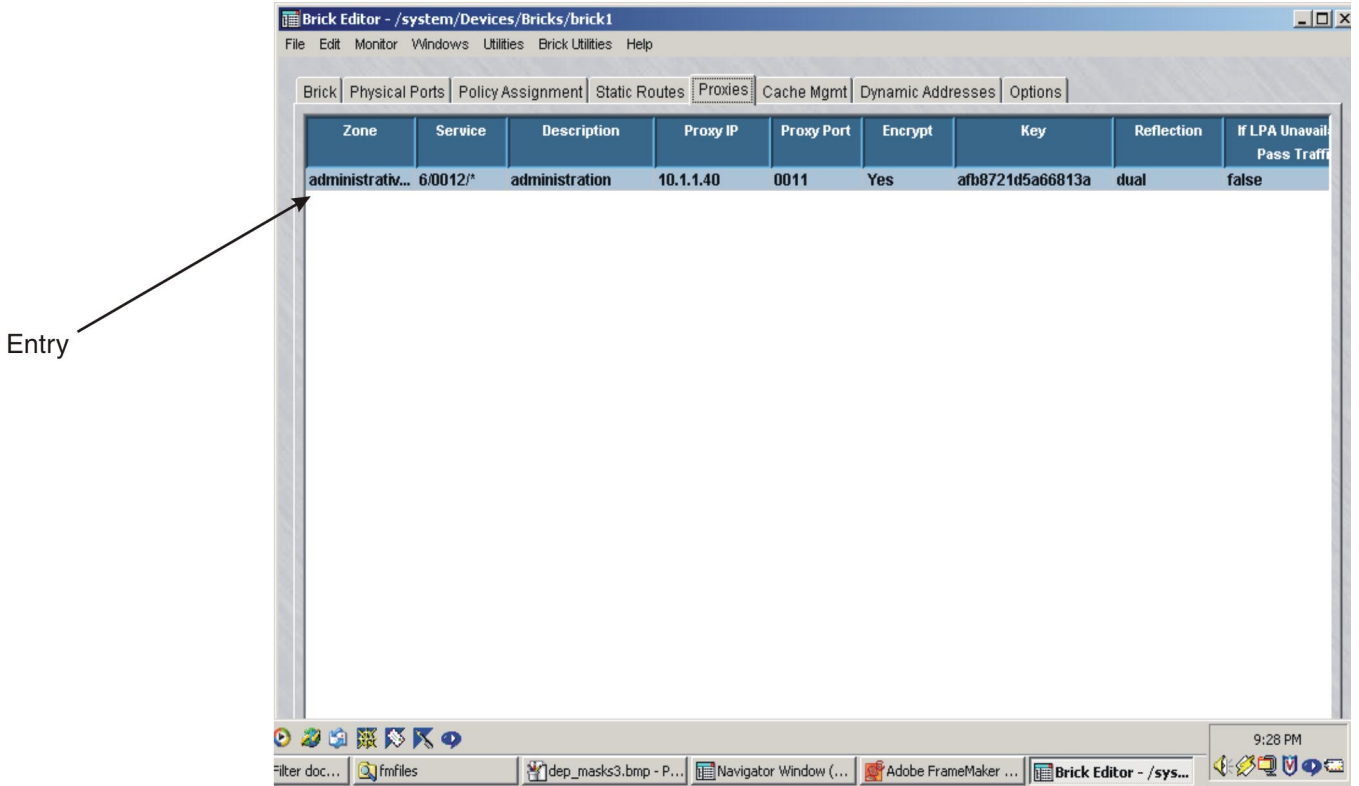 Brick Editor - /system/Devices/Bricks/brick1
File Edit Monitor Windows Utilities Brick Utilities Help
Brick Physical Ports Policy Assignment Static Routes Proxies Cache Mgmt Dynamic Addresses Options
Zone Service Description Proxy IP Proxy Port Encrypt Key Reflection If LPA Unavail
Pass Traffi
administrativ... 6/0012/* administration 10.1.1.40 0011 Yes afb8721d5a66813a dual false
Entry
9:28 PM
Filter doc... fmfiles dep_masks3.bmp - P... Navigator Window (... Adobe FrameMaker ... Brick Editor - /sys...